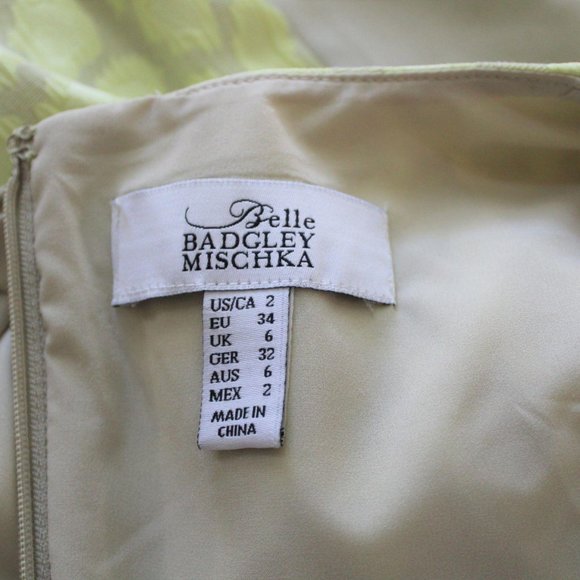 Belle
BADGLEY
MISCHKA
US/CA 2
EU 34
UK 6
GER 32
AUS 6
MEX 2
MADE IN
CHINA